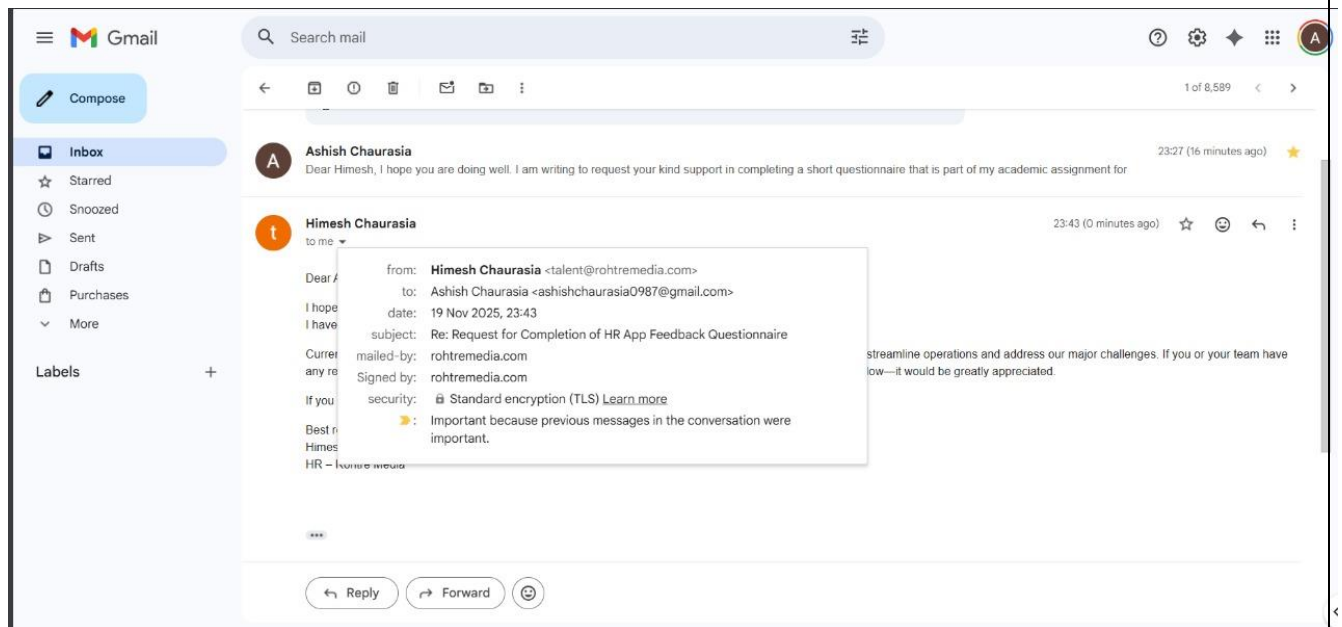 Gmail
Search mail
A
Compose
1 of 8,589
Inbox
Starred
Snoozed
Sent
Drafts
Purchases
More
Labels
A
Ashish Chaurasia
23:27 (16 minutes ago)
Dear Himesh, I hope you are doing well. I am writing to request your kind support in completing a short questionnaire that is part of my academic assignment for
t
Himesh Chaurasia
23:43 (0 minutes ago)
to me
Dear A
I hope
I have
Curren
any re
If you
Best r
Himes
HR –
from: Himesh Chaurasia <talent@rohtremedia.com>
to: Ashish Chaurasia <ashishchaurasia0987@gmail.com>
date: 19 Nov 2025, 23:43
subject: Re: Request for Completion of HR App Feedback Questionnaire
mailed-by: rohtremedia.com
Signed by: rohtremedia.com
security: Standard encryption (TLS) Learn more
: Important because previous messages in the conversation were
important.
streamline operations and address our major challenges. If you or your team have
low—it would be greatly appreciated.
Reply
Forward